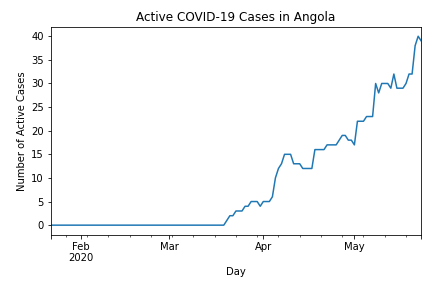 Active COVID-19 Cases in Angola
40
35
30
25
20
15
10
5
0
Number of Active Cases
Feb
2020
Mar
Apr
May
Day